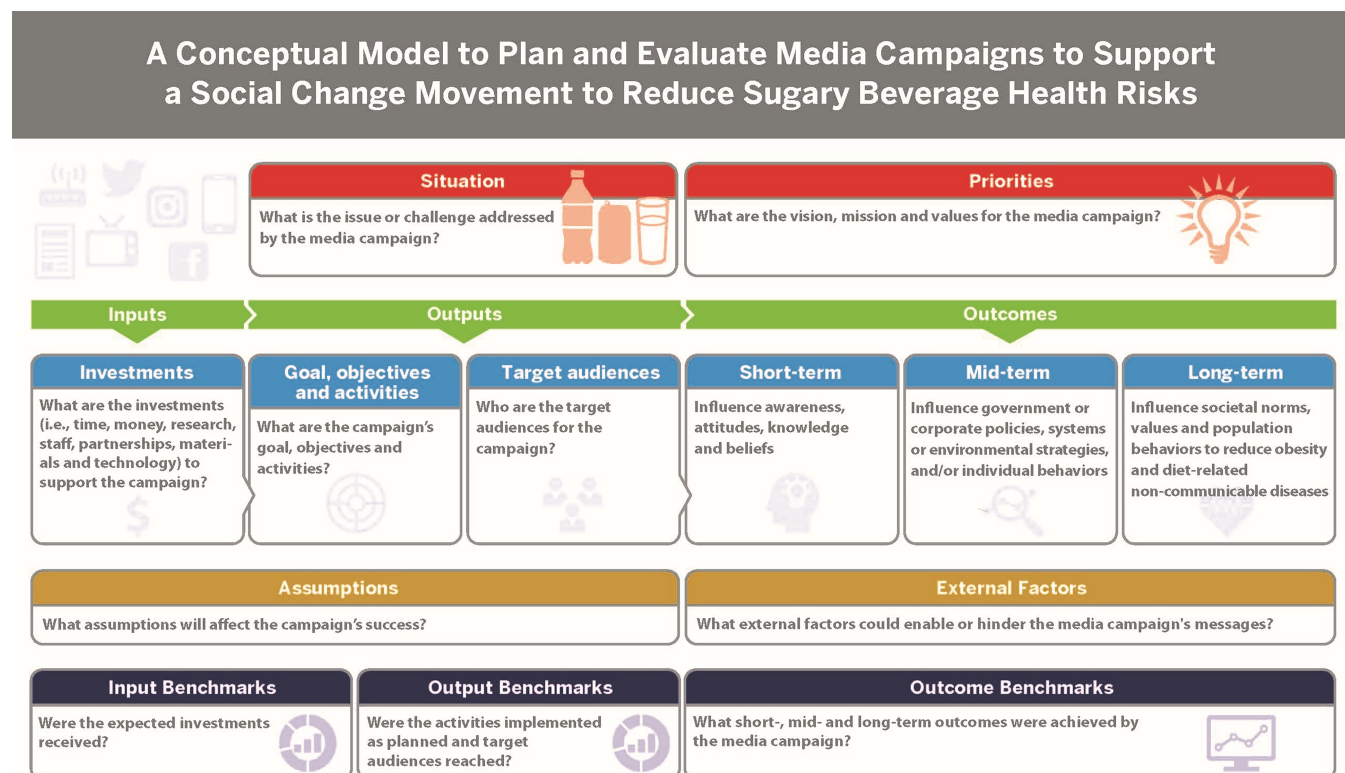 A Conceptual Model to Plan and Evaluate Media Campaigns to Support
a Social Change Movement to Reduce Sugary Beverage Health Risks
Situation
What is the issue or challenge addressed
by the media campaign?
Priorities
What are the vision, mission and values for the media campaign?
Inputs
Outputs
Outcomes
Investments
What are the investments
(i.e., time, money, research,
staff, partnerships, materi-
als and technology) to
support the campaign?
$
Goal, objectives
and activities
What are the campaign’s
goal, objectives and
activities?
Target audiences
Who are the target
audiences for the
campaign?
Short-term
Influence awareness,
attitudes, knowledge
and beliefs
Mid-term
Influence government or
corporate policies, systems
or environmental strategies,
and/or individual behaviors
Long-term
Influence societal norms,
values and population
behaviors to reduce obesity
and diet-related
non-communicable diseases
Assumptions
What assumptions will affect the campaign’s success?
External Factors
What external factors could enable or hinder the media campaign's messages?
Input Benchmarks
Were the expected investments
received?
Output Benchmarks
Were the activities implemented
as planned and target
audiences reached?
Outcome Benchmarks
What short-, mid- and long-term outcomes were achieved by
the media campaign?